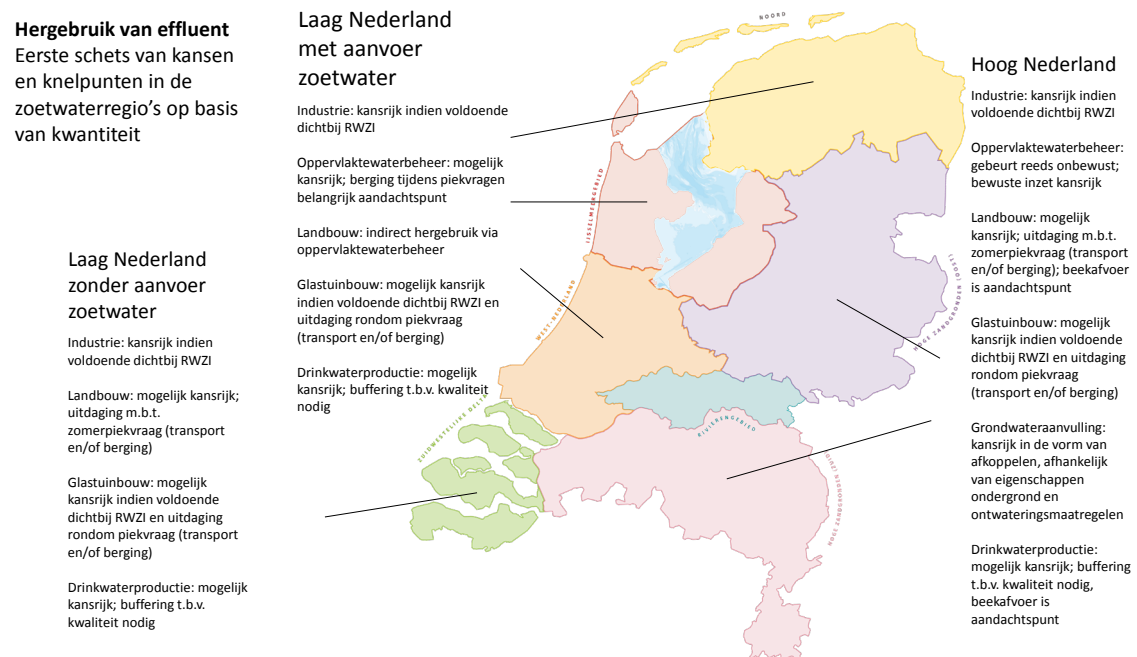 Hergebruik van effluent
Eerste schets van kansen
en knelpunten in de
zoetwaterregio's op basis
van kwantiteit
Laag Nederland
zonder aanvoer
zoetwater
Industrie: kansrijk indien
voldoende dichtbij RWZI
Landbouw: mogelijk kansrijk;
uitdaging m.b.t.
zomerpiekvraag (transport
en/of berging)
Glastuinbouw: mogelijk
kansrijk indien voldoende
dichtbij RWZI en uitdaging
rondom piekvraag (transport
en/of berging)
Drinkwaterproductie: mogelijk
kansrijk; buffering t.b.v.
kwaliteit nodig
Laag Nederland
met aanvoer
zoetwater
Industrie: kansrijk indien voldoende
dichtbij RWZI
Oppervlaktewaterbeheer: mogelijk
kansrijk; berging tijdens piekvragen
belangrijk aandachtspunt
Landbouw: indirect hergebruik via
oppervlaktewaterbeheer
Glastuinbouw: mogelijk kansrijk
indien voldoende dichtbij RWZI en
uitdaging rondom piekvraag
(transport en/of berging)
Drinkwaterproductie: mogelijk
kansrijk; buffering t.b.v. kwaliteit
nodig
NOORD
IJSSELMEERGEBIED
WEST-NEDERLAND
ZUIDWESTELIJKE DELTA
RIVIERENGEBIED
HOGE ZANDGRONDEN (OOST)
HOGE ZANDGRONDEN (ZUID)
Hoog Nederland
Industrie: kansrijk indien
voldoende dichtbij RWZI
Oppervlaktewaterbeheer:
gebeurt reeds onbewust;
bewuste inzet kansrijk
Landbouw: mogelijk
kansrijk; uitdaging m.b.t.
zomerpiekvraag (transport
en/of berging); beekafvoer
is aandachtspunt
Glastuinbouw: mogelijk
kansrijk indien voldoende
dichtbij RWZI en uitdaging
rondom piekvraag
(transport en/of berging)
Grondwateraanvulling:
kansrijk in de vorm van
afkoppelen, afhankelijk
van eigenschappen
ondergrond en
ontwateringsmaatregelen
Drinkwaterproductie:
mogelijk kansrijk; buffering
t.b.v. kwaliteit nodig,
beekafvoer is
aandachtspunt